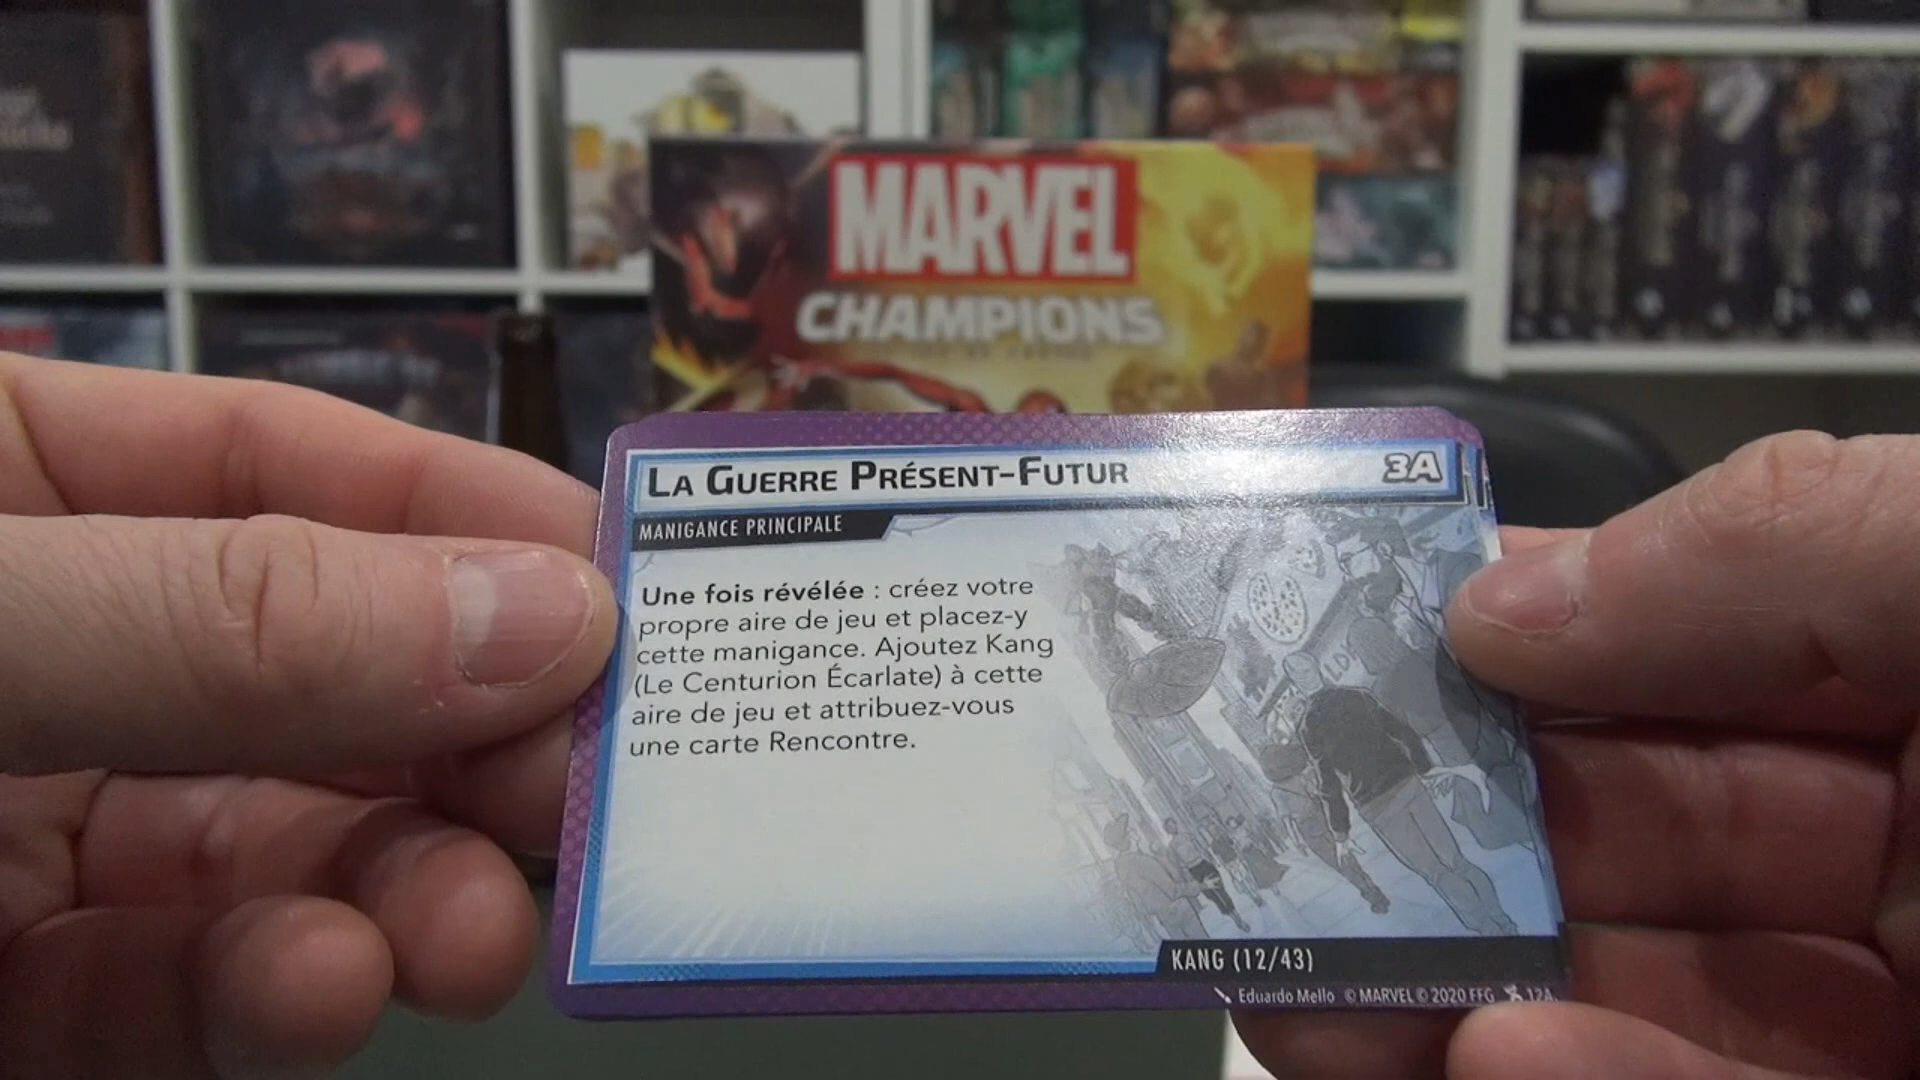 MARVEL
CHAMPIONS
LA GUERRE PRÉSENT-FUTUR
3A
MANIGANCE PRINCIPALE
Une fois révélée : créez votre
propre aire de jeu et placez-y
cette manigance. Ajoutez Kang
(Le Centurion Écarlate) à cette
aire de jeu et attribuez-vous
une carte Rencontre.
KANG (12/43)
Eduardo Mello © MARVEL © 2020 FFG 12A